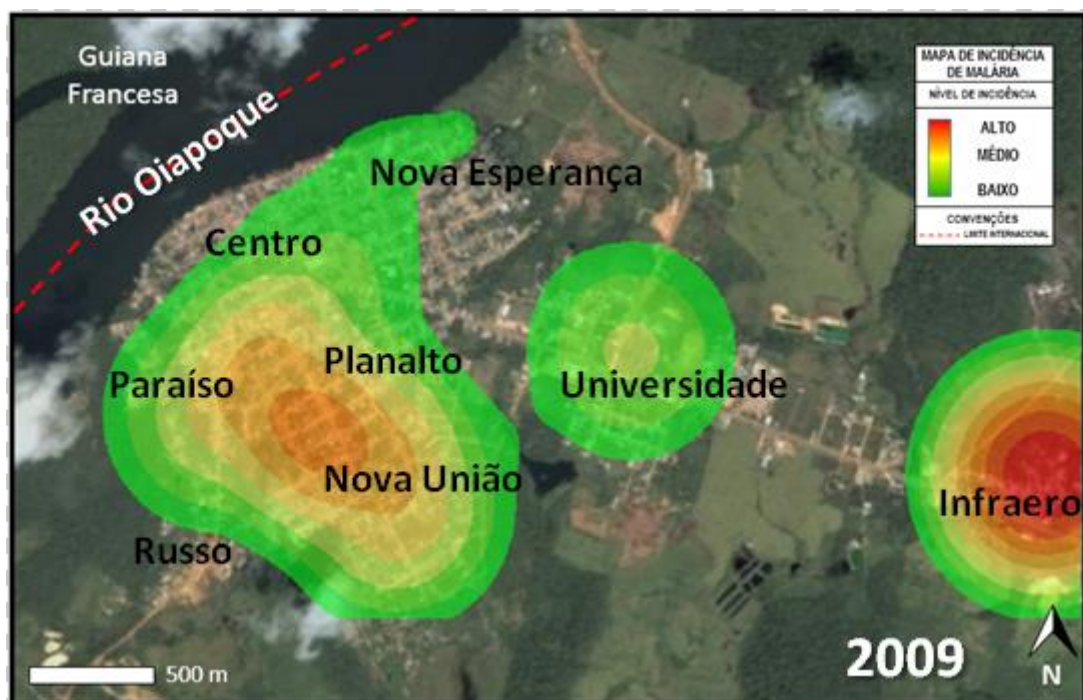 Guiana
Francesa
Rio Oiapoque
MAPA DE INCIDÊNCIA
DE MALÁRIA
NÍVEL DE INCIDÊNCIA
ALTO
MÉDIO
BAIXO
CONVENÇÕES
LIMITE INTERNACIONAL
Nova Esperança
Centro
Planalto
Paraíso
Universidade
Nova União
Infraero
Russo
2009
500 m
N